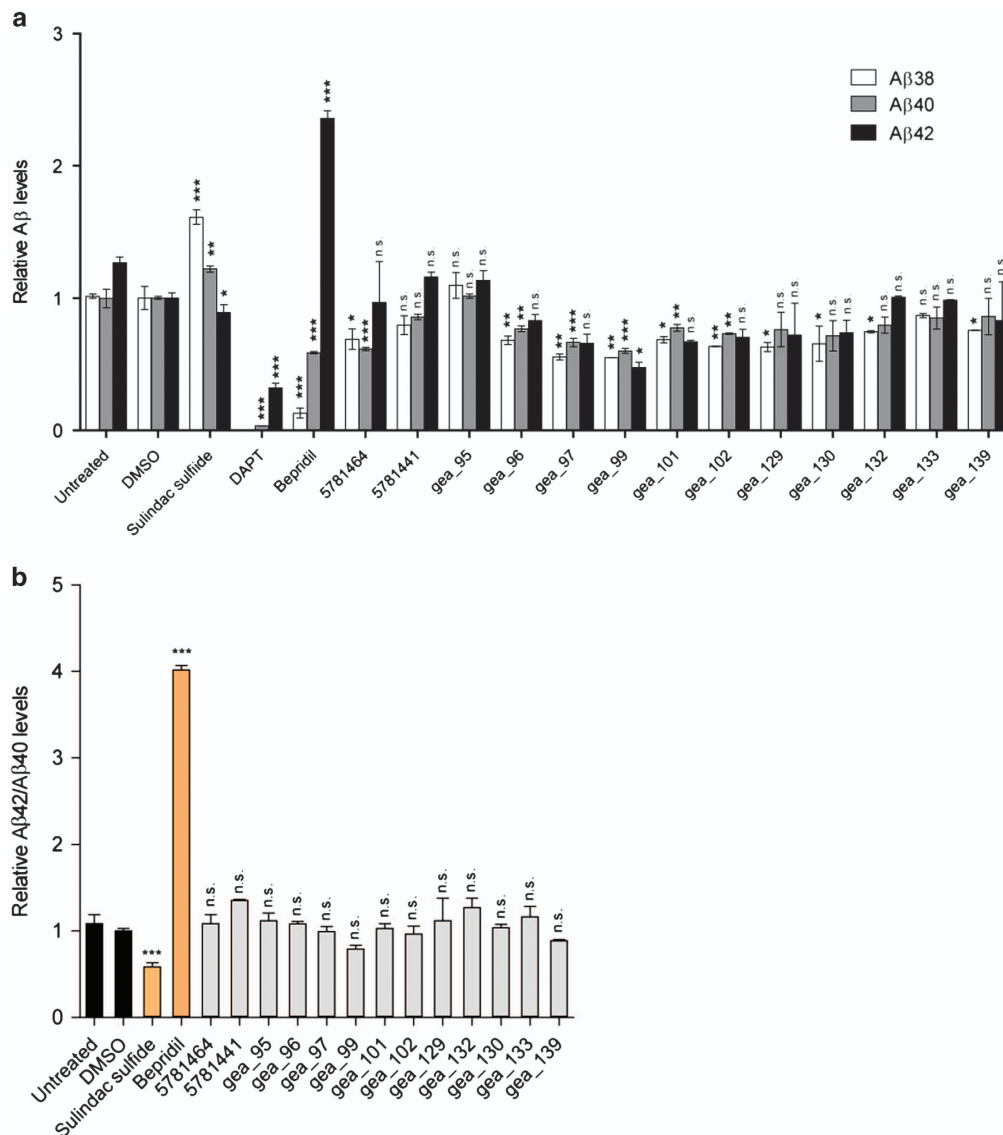 a
3
2
1
0
Relative Aβ levels
Aβ38
Aβ40
Aβ42
*** ** * *** *** *** *** *** * *** n.s. n.s. n.s. n.s. n.s. n.s. n.s. ** ** n.s. ** *** n.s. ** *** * * ** n.s. ** ** n.s. * n.s. n.s. * n.s. n.s. * n.s. n.s. n.s. n.s. n.s. * n.s. n.s.
Untreated
DMSO
Sulindac sulfiide
DAPT
Bepridil
5781464
5781441
gea_95
gea_96
gea_97
gea_99
gea_101
gea_102
gea_129
gea_130
gea_132
gea_133
gea_139
b
5
4
3
2
1
0
Relative Aβ42/Aβ40 levels
*** *** n.s. n.s. n.s. n.s. n.s. n.s. n.s. n.s. n.s. n.s. n.s. n.s. n.s.
Untreated
DMSO
Sulindac sulfide
Bepridil
5781464
5781441
gea_95
gea_96
gea_97
gea_99
gea_101
gea_102
gea_129
gea_132
gea_130
gea_133
gea_139